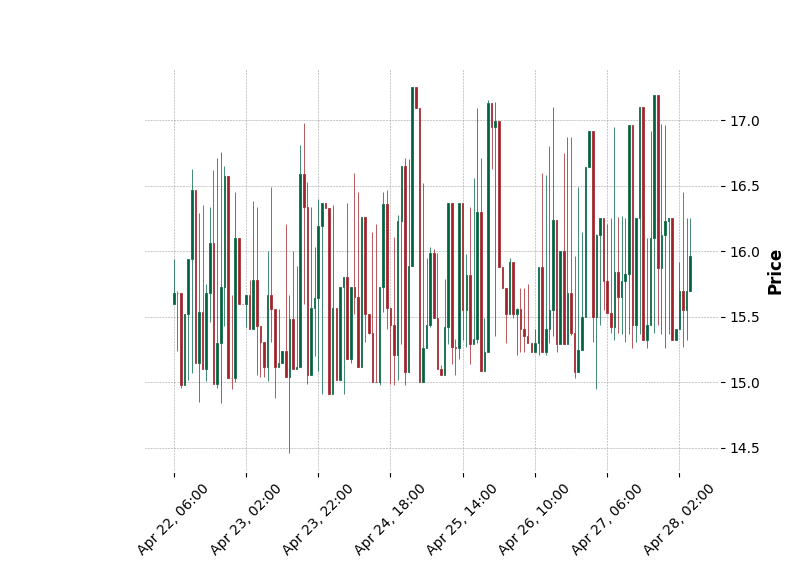 17.0
16.5
16.0
15.5
15.0
14.5
Price
Apr 22, 06:00
Apr 23, 02:00
Apr 23, 22:00
Apr 24, 18:00
Apr 25, 14:00
Apr 26, 10:00
Apr 27, 06:00
Apr 28, 02:00